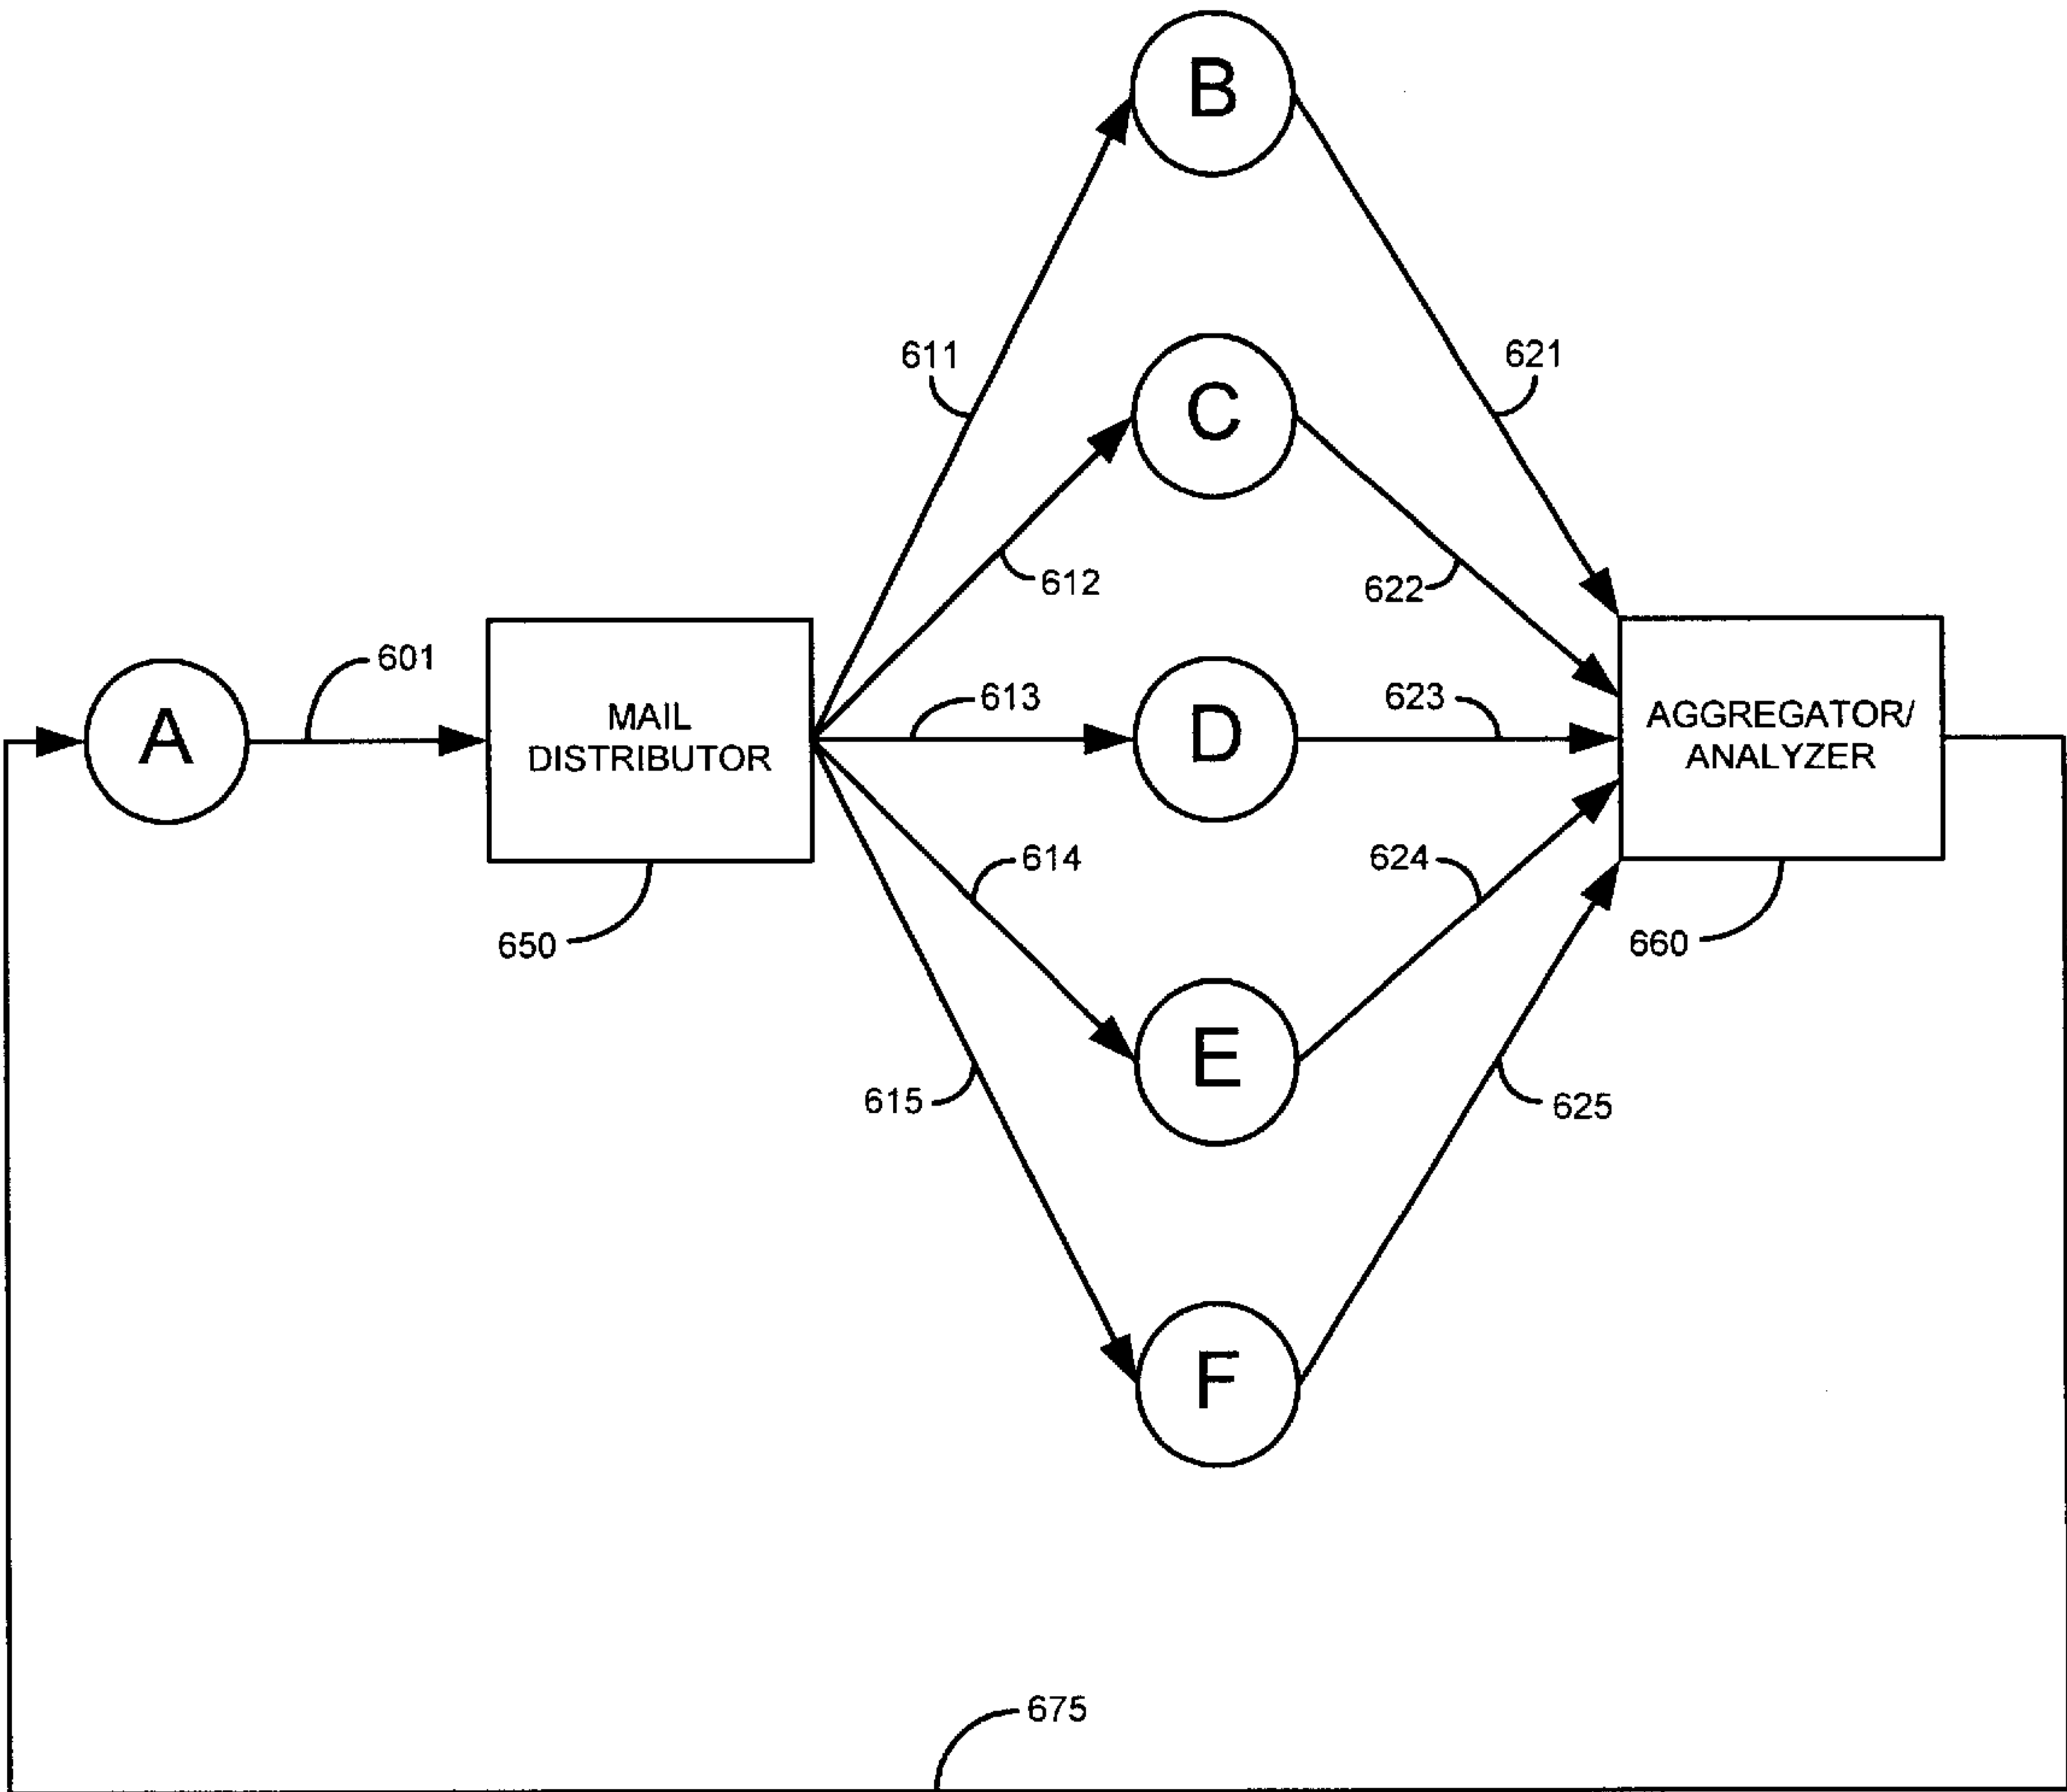 B
611
621
C
612
622
601
A
MAIL
DISTRIBUTOR
613
D
623
AGGREGATOR/
ANALYZER
614
624
650
660
E
615
625
F
675